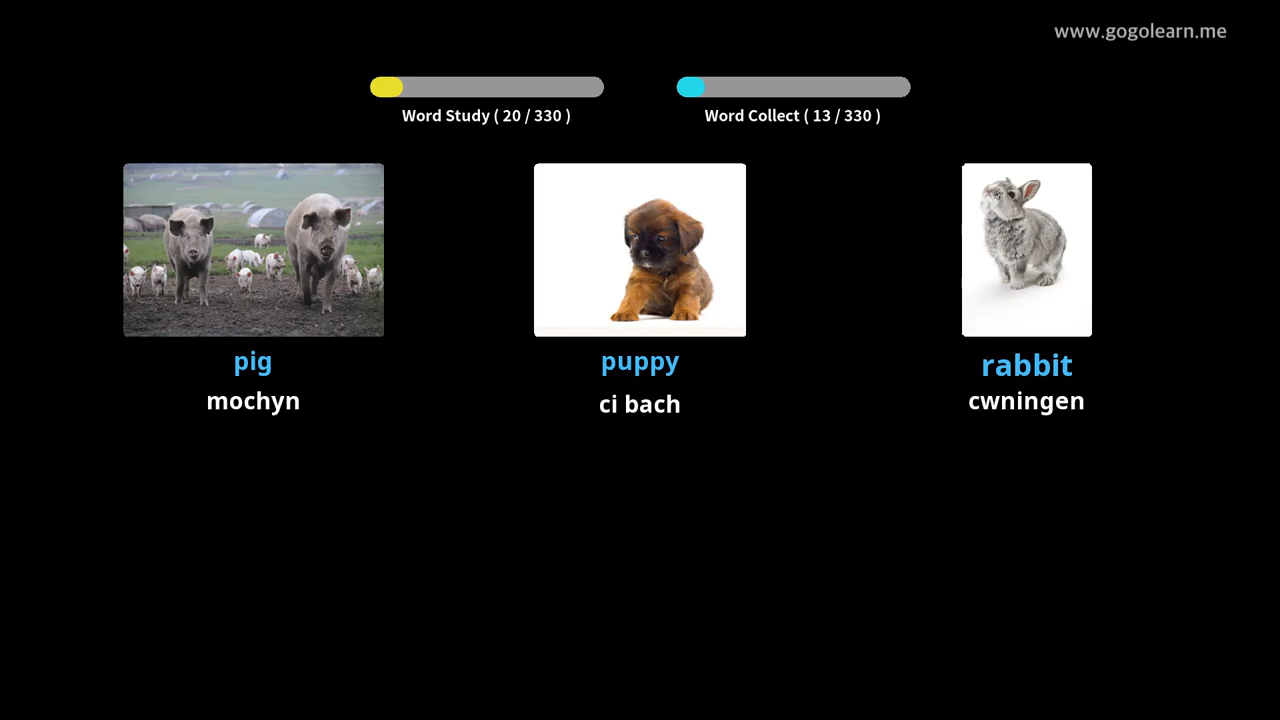 www.gogolearn.me
Word Study ( 20 / 330 )
Word Collect ( 13 / 330 )
pig
mochyn
puppy
ci bach
rabbit
cwningen